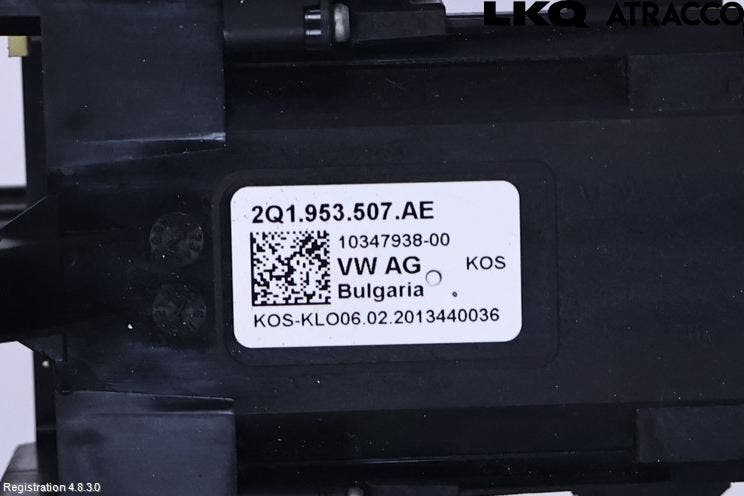 LKQ ATRACCO
2Q1.953.507.AE
10347938-00
VW AG KOS
Bulgaria
KOS-KLO06.02.2013440036
Registration 4.8.3.0